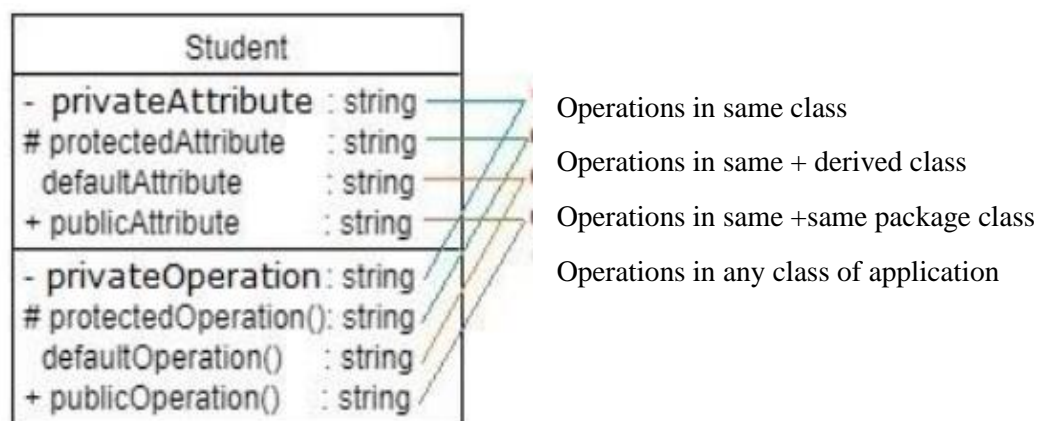 Student
- privateAttribute : string
# protectedAttribute : string
defaultAttribute : string
+ publicAttribute : string
- privateOperation : string
# protectedOperation(): string
defaultOperation() : string
+ publicOperation() : string
Operations in same class
Operations in same + derived class
Operations in same +same package class
Operations in any class of application